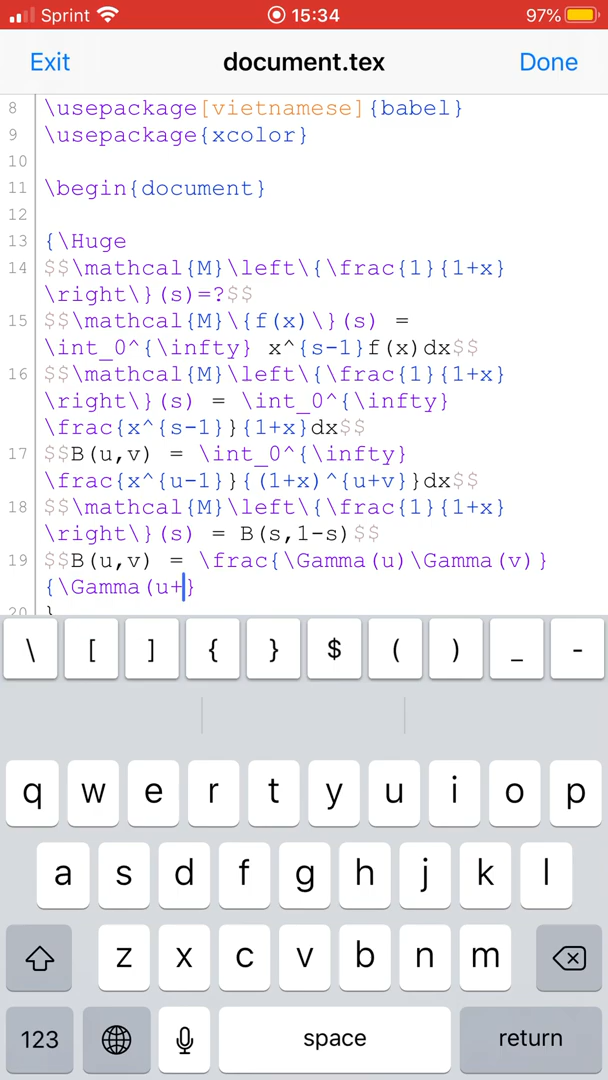 Sprint 15:34 97%
Exit document.tex Done
8 \usepackage[vietnamese]{babel}
9 \usepackage{xcolor}
10
11 \begin{document}
12
13 {\Huge
14 $$\mathcal{M}\left\{\frac{1}{1+x}
\right\}(s)=?$$
15 $$\mathcal{M}\{f(x)\}(s) =
\int_0^{\infty} x^{s-1}f(x)dx$$
16 $$\mathcal{M}\left\{\frac{1}{1+x}
\right\}(s) = \int_0^{\infty}
\frac{x^{s-1}}{1+x}dx$$
17 $$B(u,v) = \int_0^{\infty}
\frac{x^{u-1}}{(1+x)^{u+v}}dx$$
18 $$\mathcal{M}\left\{\frac{1}{1+x}
\right\}(s) = B(s,1-s)$$
19 $$B(u,v) = \frac{\Gamma(u)\Gamma(v)}
{\Gamma(u+}
20 }
\ [ ] { } $ ( ) _ -
q w e r t y u i o p
a s d f g h j k l
z x c v b n m
123 space return